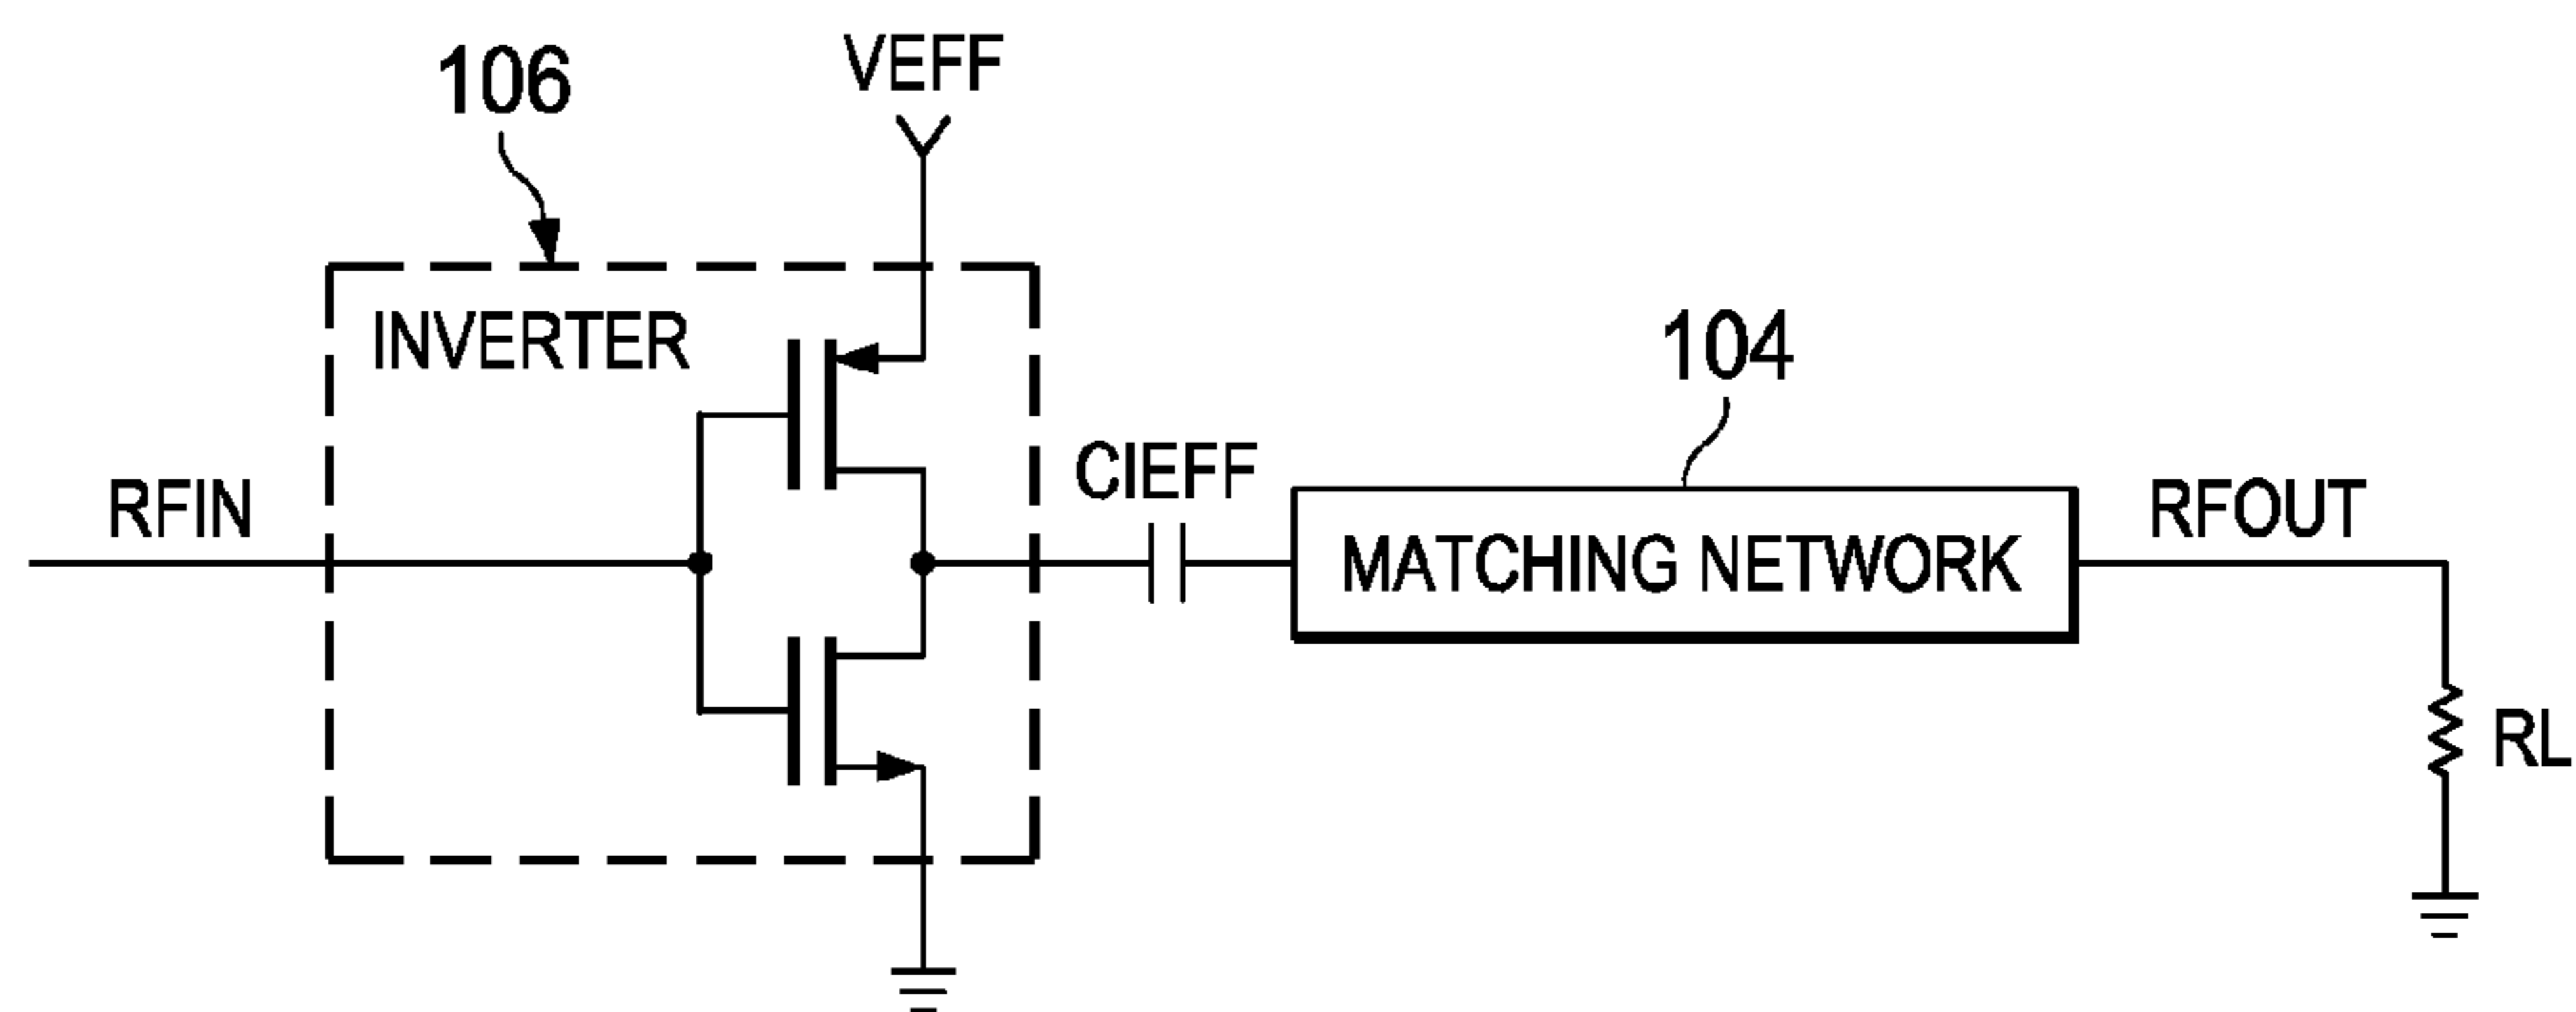 106
VEFF
INVERTER
104
RFIN
CIEFF
MATCHING NETWORK
RFOUT
RL